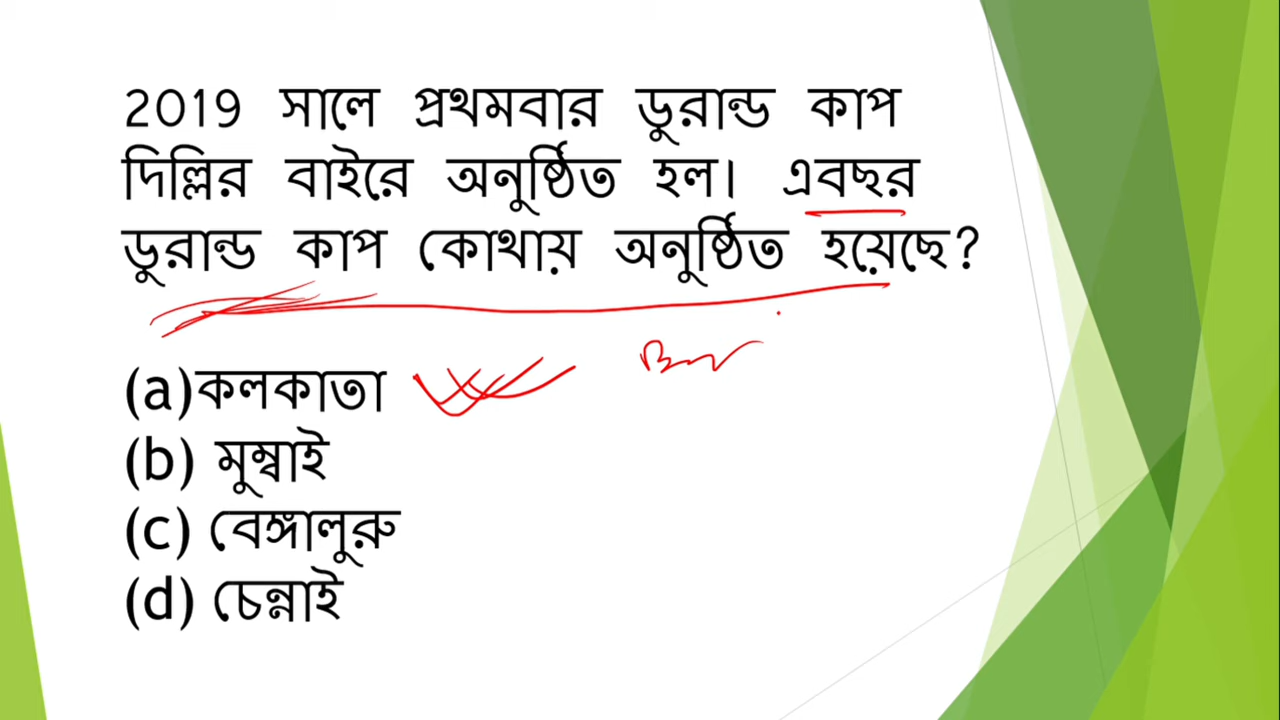 2019 সালে প্রথমবার ডুরান্ড কাপ
দিল্লির বাইরে অনুষ্ঠিত হল। এবছর
ডুরান্ড কাপ কোথায় অনুষ্ঠিত হয়েছে?
(a)কলকাতা
(b) মুম্বাই
(c) বেঙ্গালুরু
(d) চেন্নাই